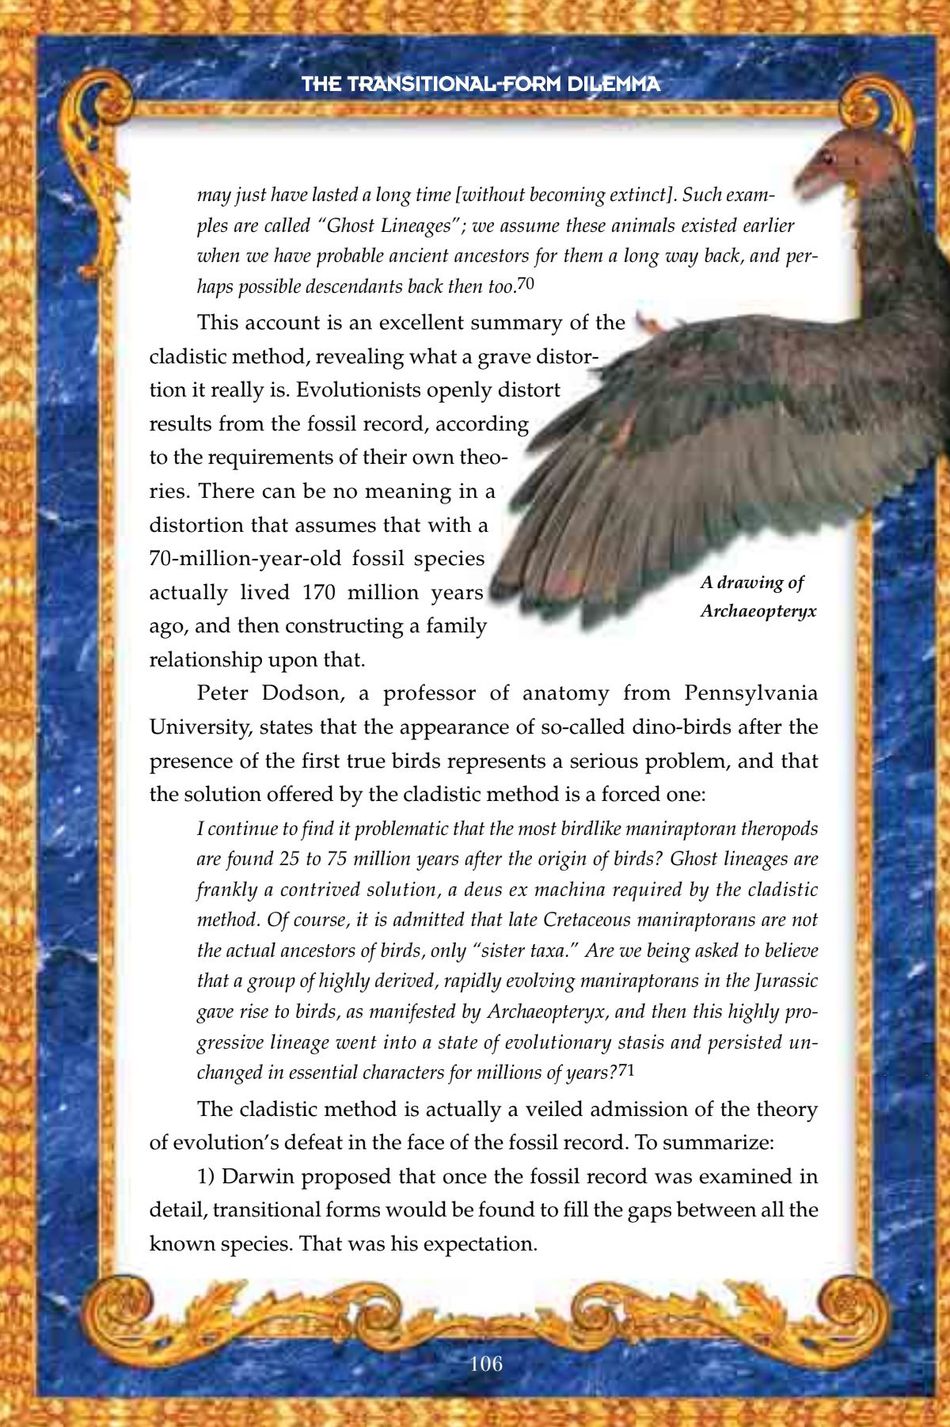 THE TRANSITIONAL-FORM DILEMMA
may just have lasted a long time [without becoming extinct]. Such exam-
ples are called “Ghost Lineages”; we assume these animals existed earlier
when we have probable ancient ancestors for them a long way back, and per-
haps possible descendants back then too.70
This account is an excellent summary of the
cladistic method, revealing what a grave distor-
tion it really is. Evolutionists openly distort
results from the fossil record, according
to the requirements of their own theo-
ries. There can be no meaning in a
distortion that assumes that with a
70-million-year-old fossil species
actually lived 170 million years
ago, and then constructing a family
relationship upon that.
A drawing of
Archaeopteryx
Peter Dodson, a professor of anatomy from Pennsylvania
University, states that the appearance of so-called dino-birds after the
presence of the first true birds represents a serious problem, and that
the solution offered by the cladistic method is a forced one:
I continue to find it problematic that the most birdlike maniraptoran theropods
are found 25 to 75 million years after the origin of birds? Ghost lineages are
frankly a contrived solution, a deus ex machina required by the cladistic
method. Of course, it is admitted that late Cretaceous maniraptorans are not
the actual ancestors of birds, only “sister taxa.” Are we being asked to believe
that a group of highly derived, rapidly evolving maniraptorans in the Jurassic
gave rise to birds, as manifested by Archaeopteryx, and then this highly pro-
gressive lineage went into a state of evolutionary stasis and persisted un-
changed in essential characters for millions of years?71
The cladistic method is actually a veiled admission of the theory
of evolution’s defeat in the face of the fossil record. To summarize:
1) Darwin proposed that once the fossil record was examined in
detail, transitional forms would be found to fill the gaps between all the
known species. That was his expectation.
106